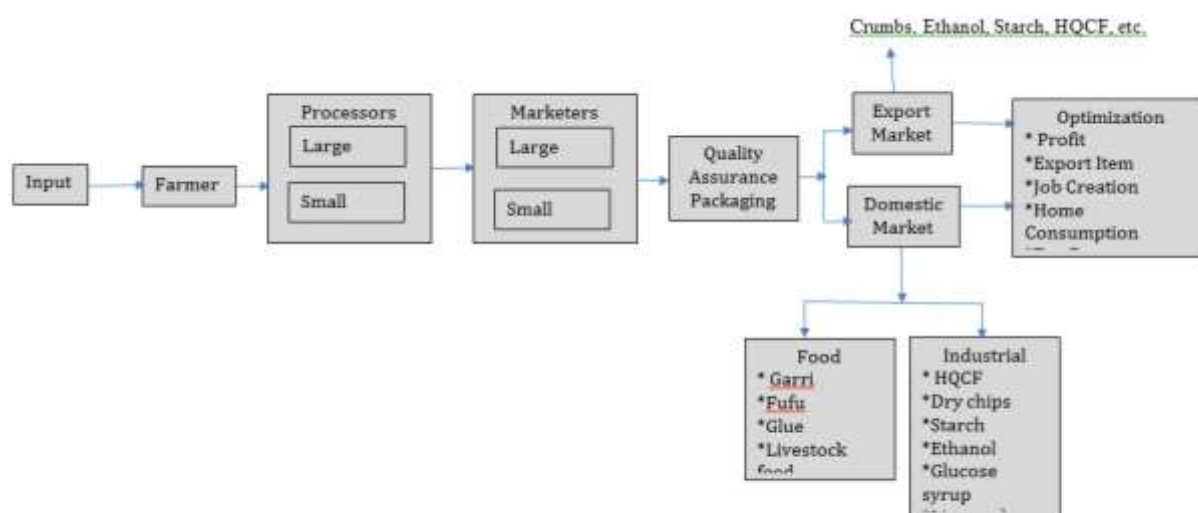 Crumbs, Ethanol, Starch, HQCF, etc.
Input
Farmer
Processors
Large
Small
Marketers
Large
Small
Quality
Assurance
Packaging
Export
Market
Domestic
Market
Optimization
* Profit
*Export Item
*Job Creation
*Home
Consumption
Food
* Garri
*Fufu
*Glue
*Livestock
food
Industrial
* HQCF
*Dry chips
*Starch
*Ethanol
*Glucose
syrup